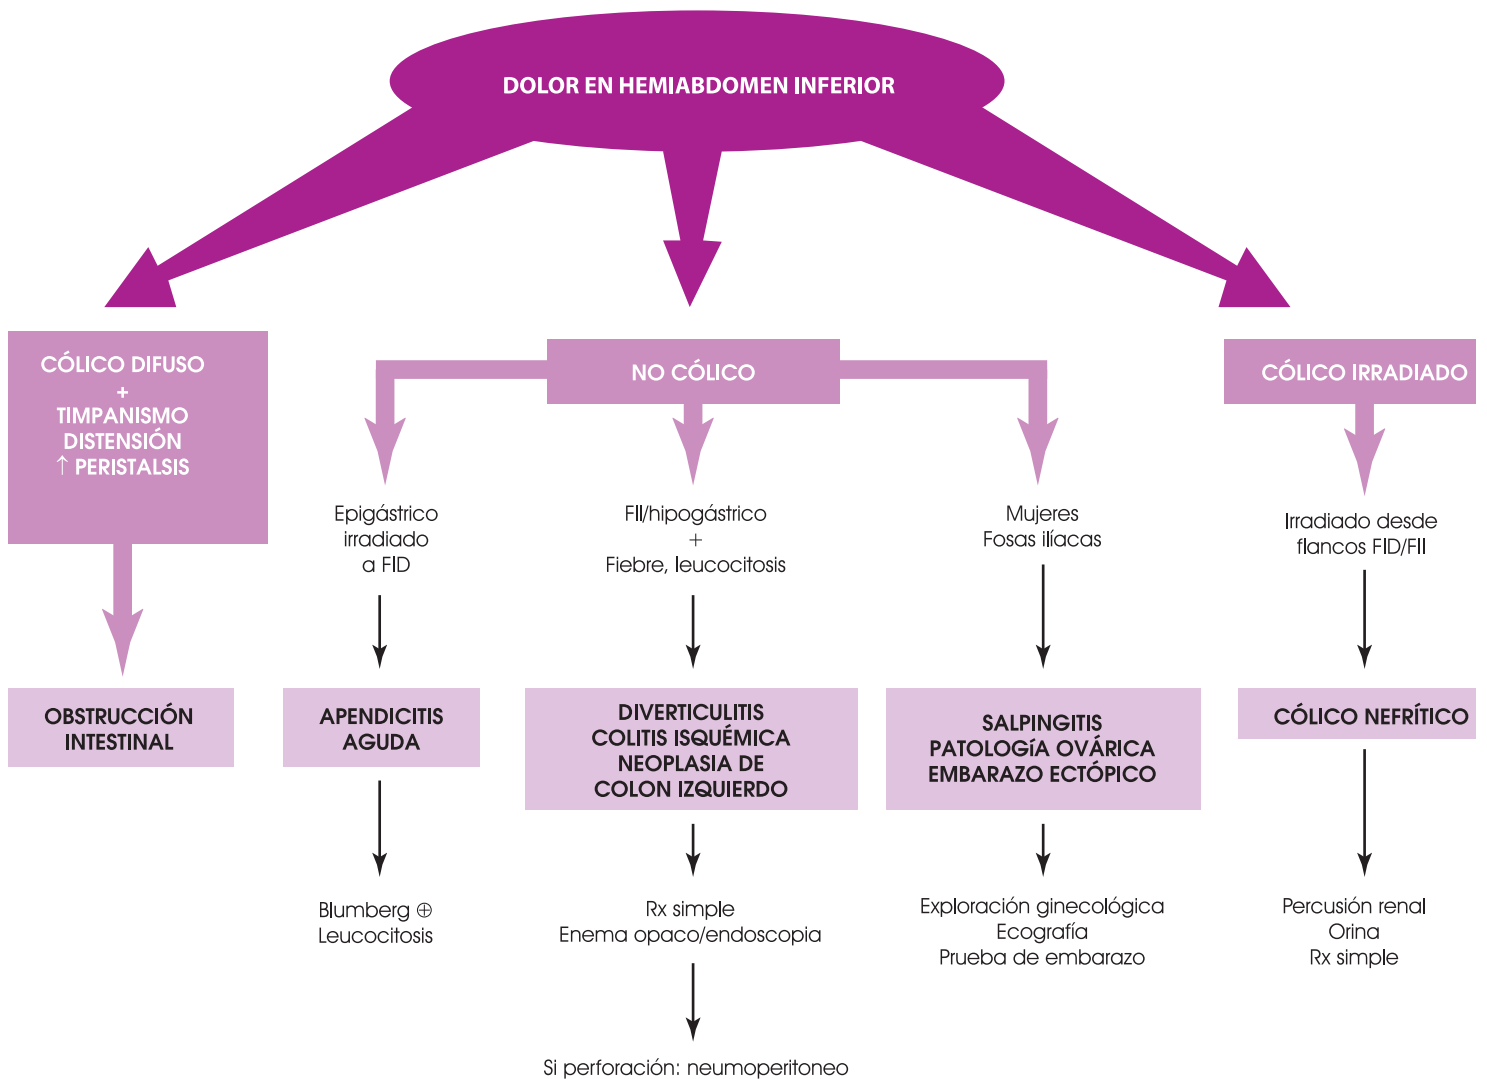 DOLOR EN HEMIABDOMEN INFERIOR
CÓLICO DIFUSO
+
TIMPANISMO
DISTENSIÓN
↑ PERISTALSIS
OBSTRUCCIÓN
INTESTINAL
NO CÓLICO
Epigástrico
irradiado
a FID
APENDICITIS
AGUDA
Blumberg ⊕
Leucocitosis
FII/hipogástrico
+
Fiebre, leucocitosis
DIVERTICULITIS
COLITIS ISQUÉMICA
NEOPLASIA DE
COLON IZQUIERDO
Rx simple
Enema opaco/endoscopia
Si perforación: neumoperitoneo
Mujeres
Fosas ilíacas
SALPINGITIS
PATOLOGíA OVÁRICA
EMBARAZO ECTÓPICO
Exploración ginecológica
Ecografía
Prueba de embarazo
CÓLICO IRRADIADO
Irradiado desde
flancos FID/FII
CÓLICO NEFRÍTICO
Percusión renal
Orina
Rx simple